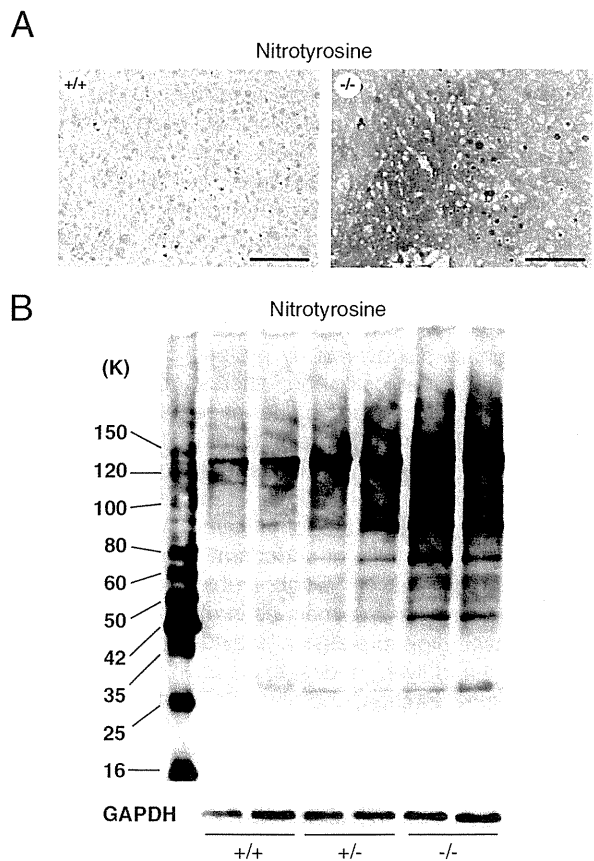 A
Nitrotyrosine
+/+ -/-
B
Nitrotyrosine
(K)
150
120
100
80
60
50
42
35
25
16
GAPDH
+/+ +/- -/-